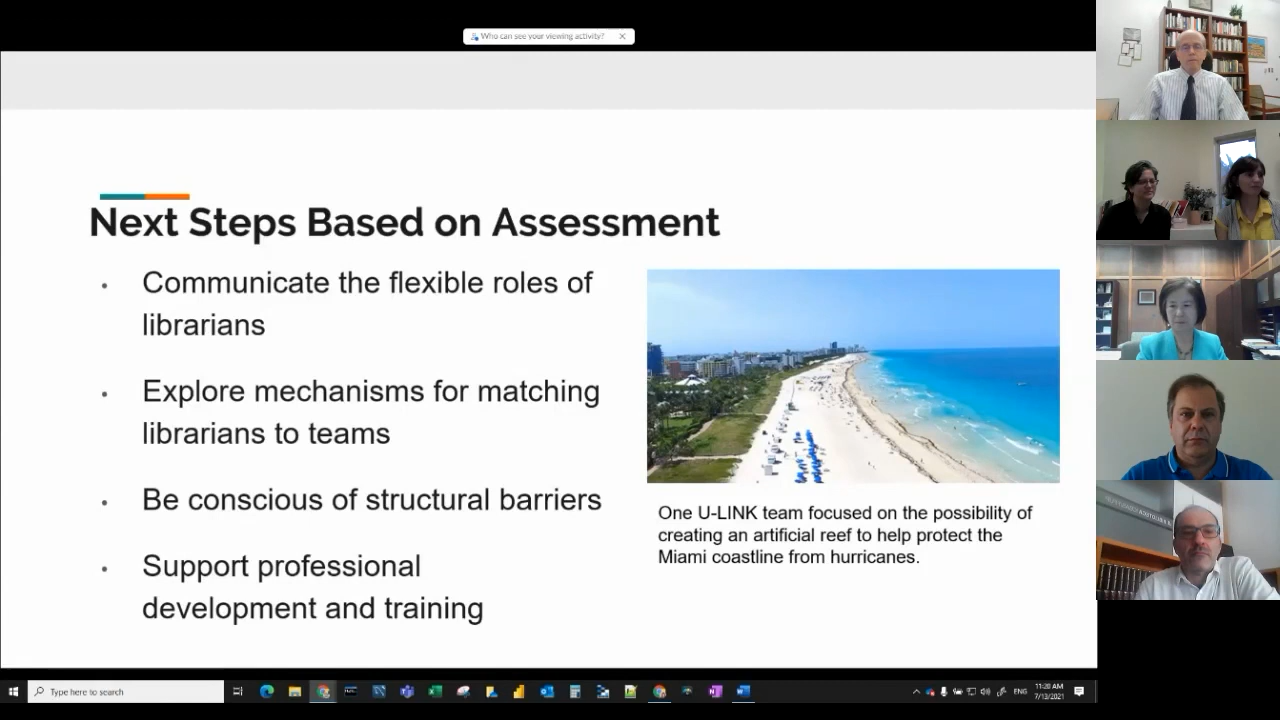 Who can see your viewing activity?
Next Steps Based on Assessment
Communicate the flexible roles of
librarians
Explore mechanisms for matching
librarians to teams
Be conscious of structural barriers
Support professional
development and training
One U-LINK team focused on the possibility of
creating an artificial reef to help protect the
Miami coastline from hurricanes.
Type here to search
ENG
11:20 AM
7/13/2021